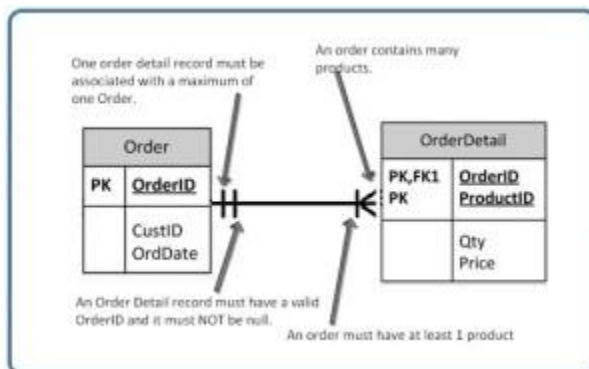 One order detail record must be
associated with a maximum of
one Order.
An order contains many
products.
Order
PK OrderID
CustID
OrdDate
OrderDetail
PK,FK1 OrderID
PK ProductID
Qty
Price
An Order Detail record must have a valid
OrderID and it must NOT be null.
An order must have at least 1 product